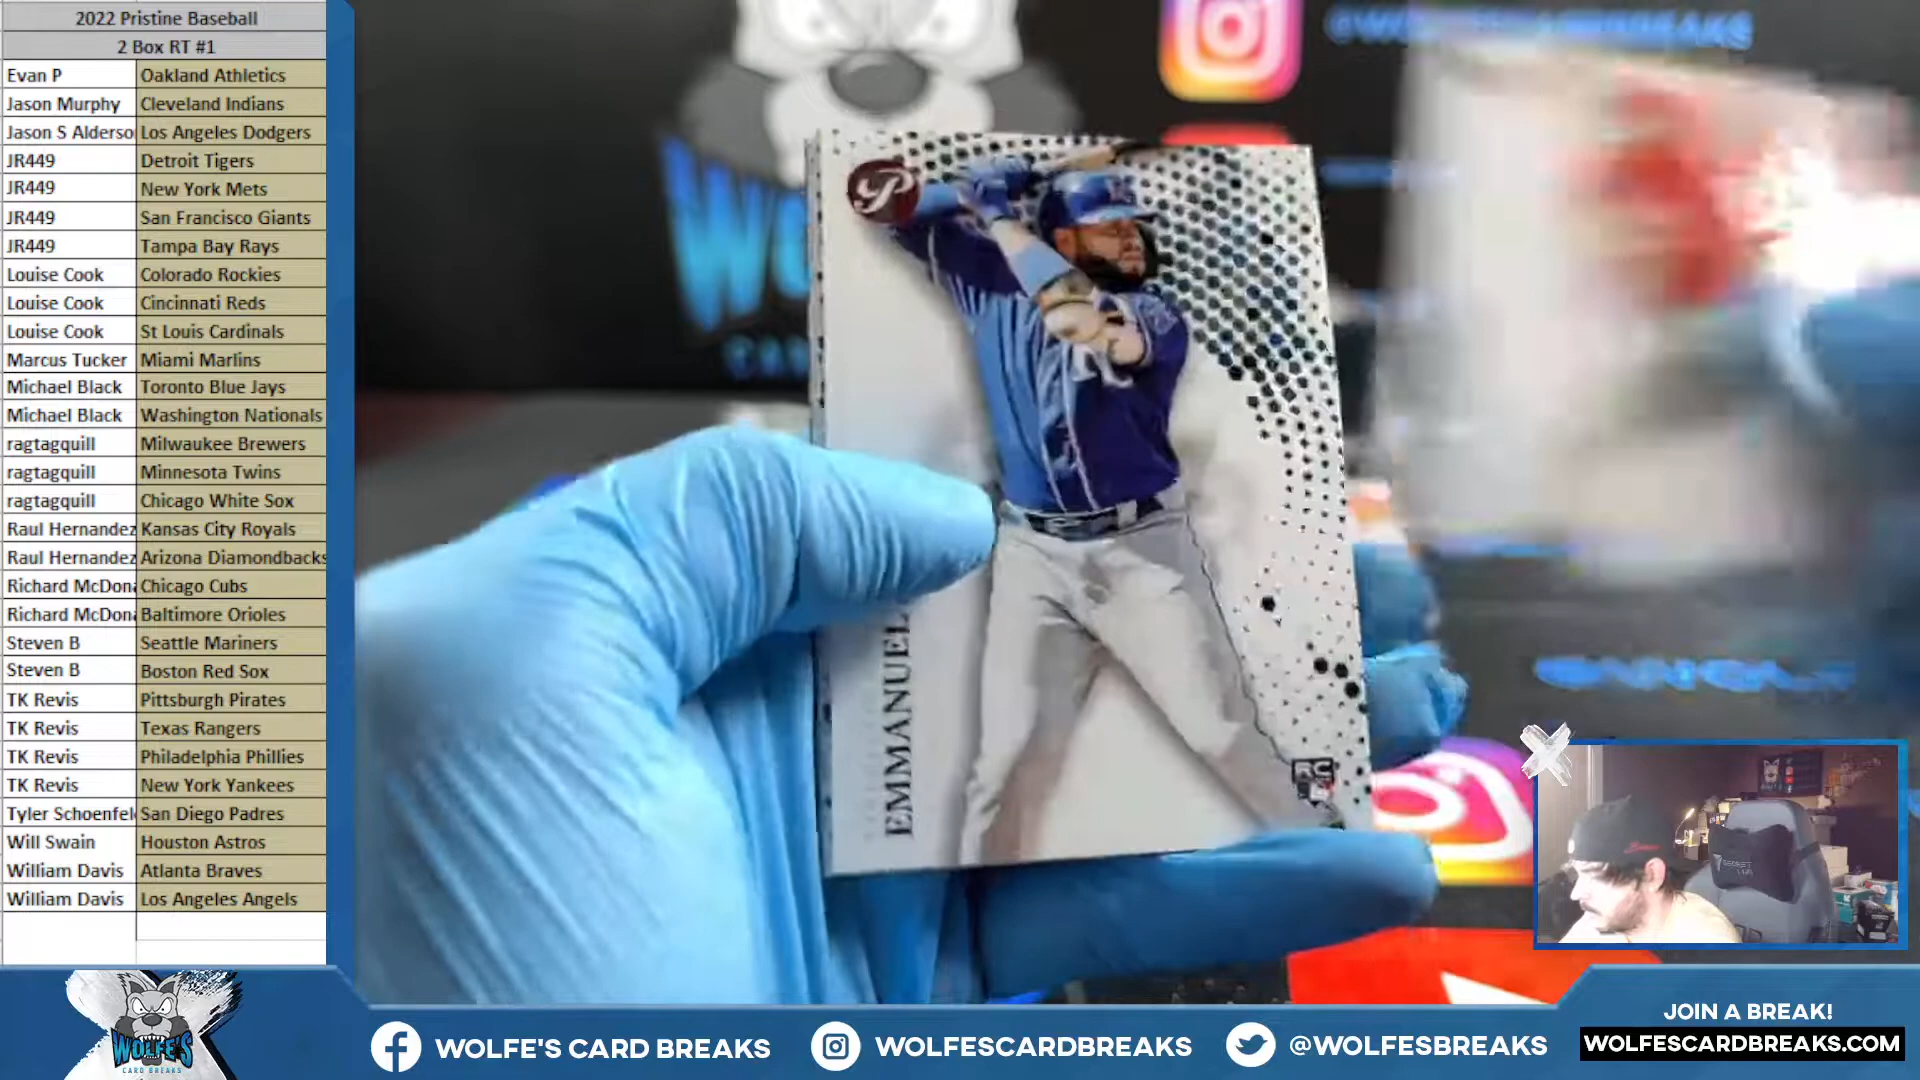 2022 Pristine Baseball
2 Box RT #1
Evan P Oakland Athletics
Jason Murphy Cleveland Indians
Jason S Alderso Los Angeles Dodgers
JR449 Detroit Tigers
JR449 New York Mets
JR449 San Francisco Giants
JR449 Tampa Bay Rays
Louise Cook Colorado Rockies
Louise Cook Cincinnati Reds
Louise Cook St Louis Cardinals
Marcus Tucker Miami Marlins
Michael Black Toronto Blue Jays
Michael Black Washington Nationals
ragtagquill Milwaukee Brewers
ragtagquill Minnesota Twins
ragtagquill Chicago White Sox
Raul Hernandez Kansas City Royals
Raul Hernandez Arizona Diamondbacks
Richard McDona Chicago Cubs
Richard McDona Baltimore Orioles
Steven B Seattle Mariners
Steven B Boston Red Sox
TK Revis Pittsburgh Pirates
TK Revis Texas Rangers
TK Revis Philadelphia Phillies
TK Revis New York Yankees
Tyler Schoenfel San Diego Padres
Will Swain Houston Astros
William Davis Atlanta Braves
William Davis Los Angeles Angels
P
EMMANUEL
RC
WOLFE'S
CARD BREAKS
WOLFE'S CARD BREAKS
WOLFESCARDBREAKS
@WOLFESBREAKS
JOIN A BREAK!
WOLFESCARDBREAKS.COM